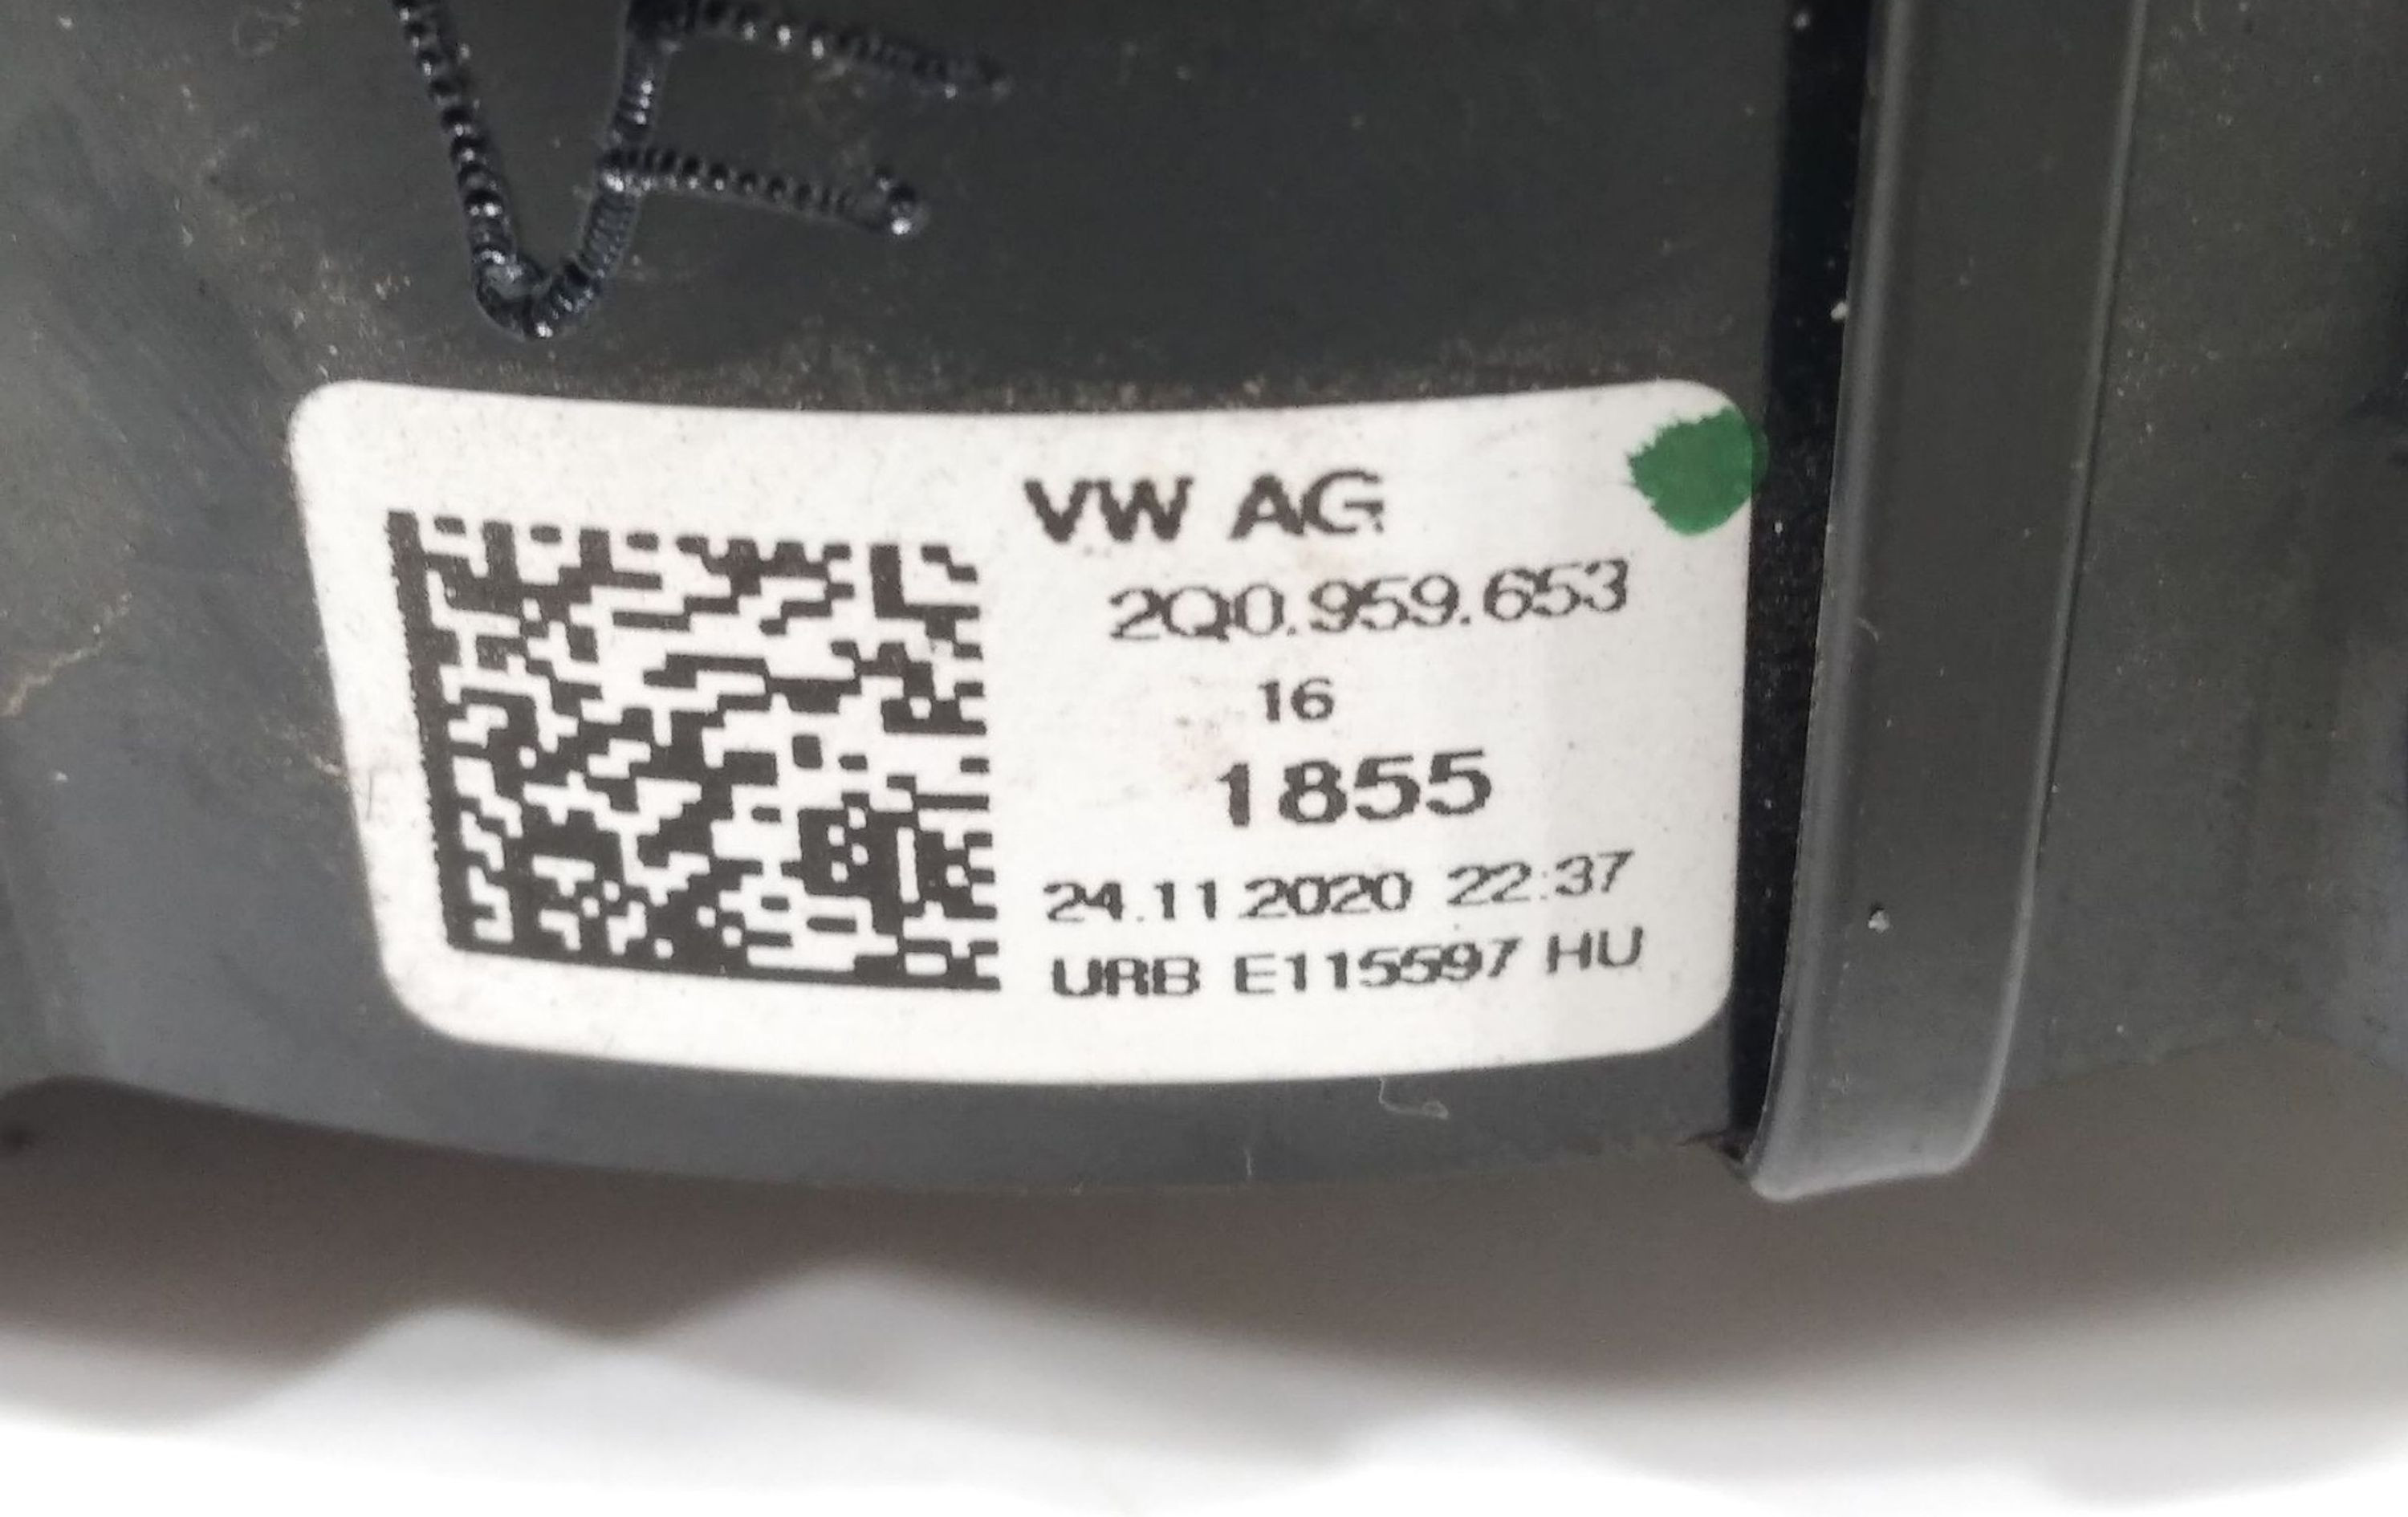 VW AG
2Q0.959.653
16
1855
24.11.2020 22:37
URB E115597 HU